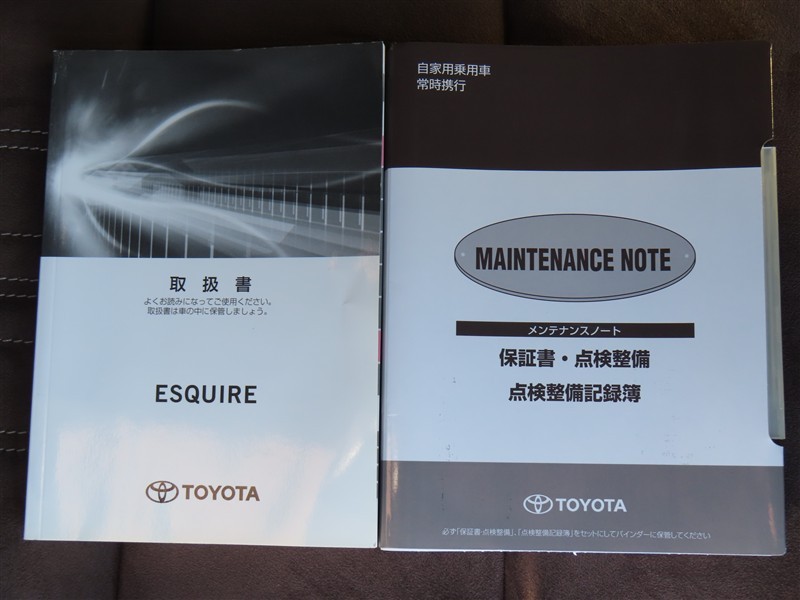 取扱書
よくお読みになってご使用ください。
取扱書は車の中に保管しましょう。
ESQUIRE
TOYOTA
自家用乗用車
常時携行
MAINTENANCE NOTE
メンテナンスノート
保証書・点検整備
点検整備記録簿
TOYOTA
必ず「保証書・点検整備」、「点検整備記録簿」をセットにしてバインダーに保管してください